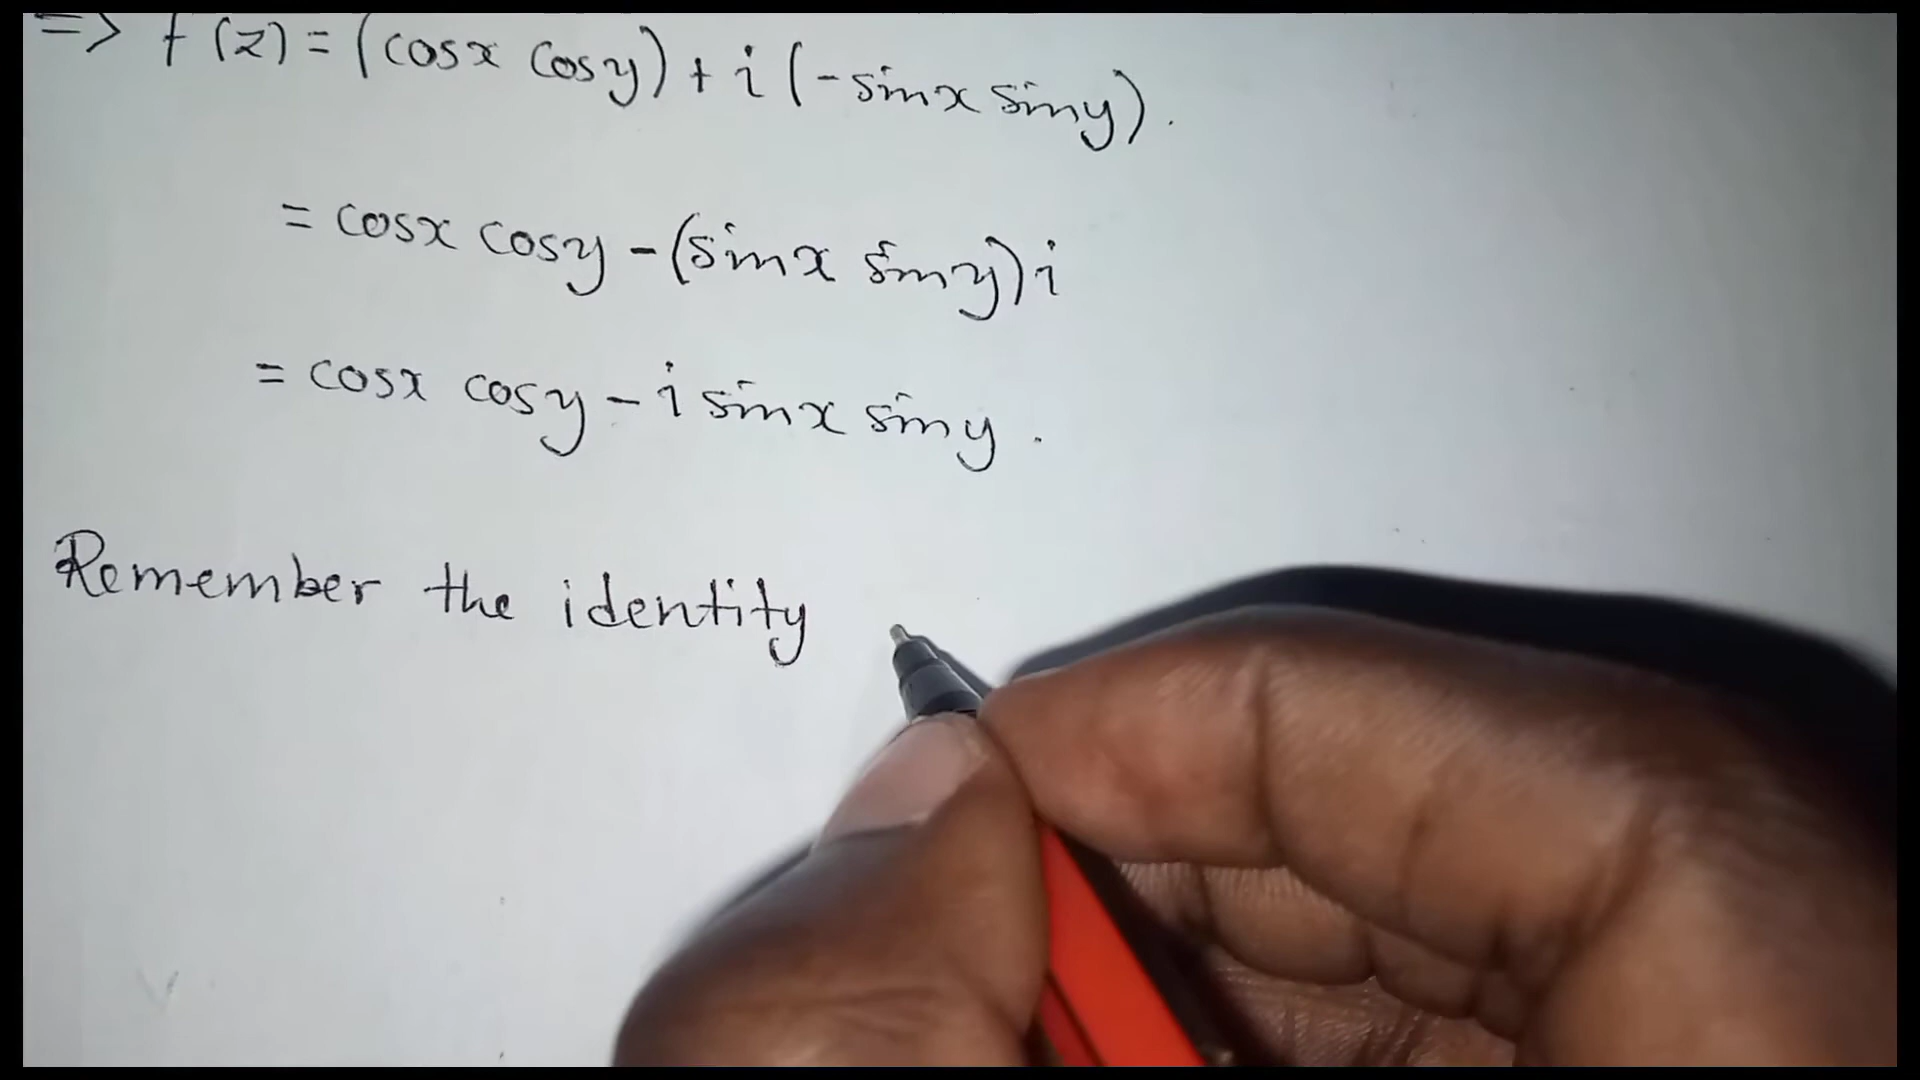 => f(z) = (cosx cosy) + i (-sinx siny).
= cosx cosy - (sinx siny) i
= cosx cosy - i sinx siny.
Remember the identity